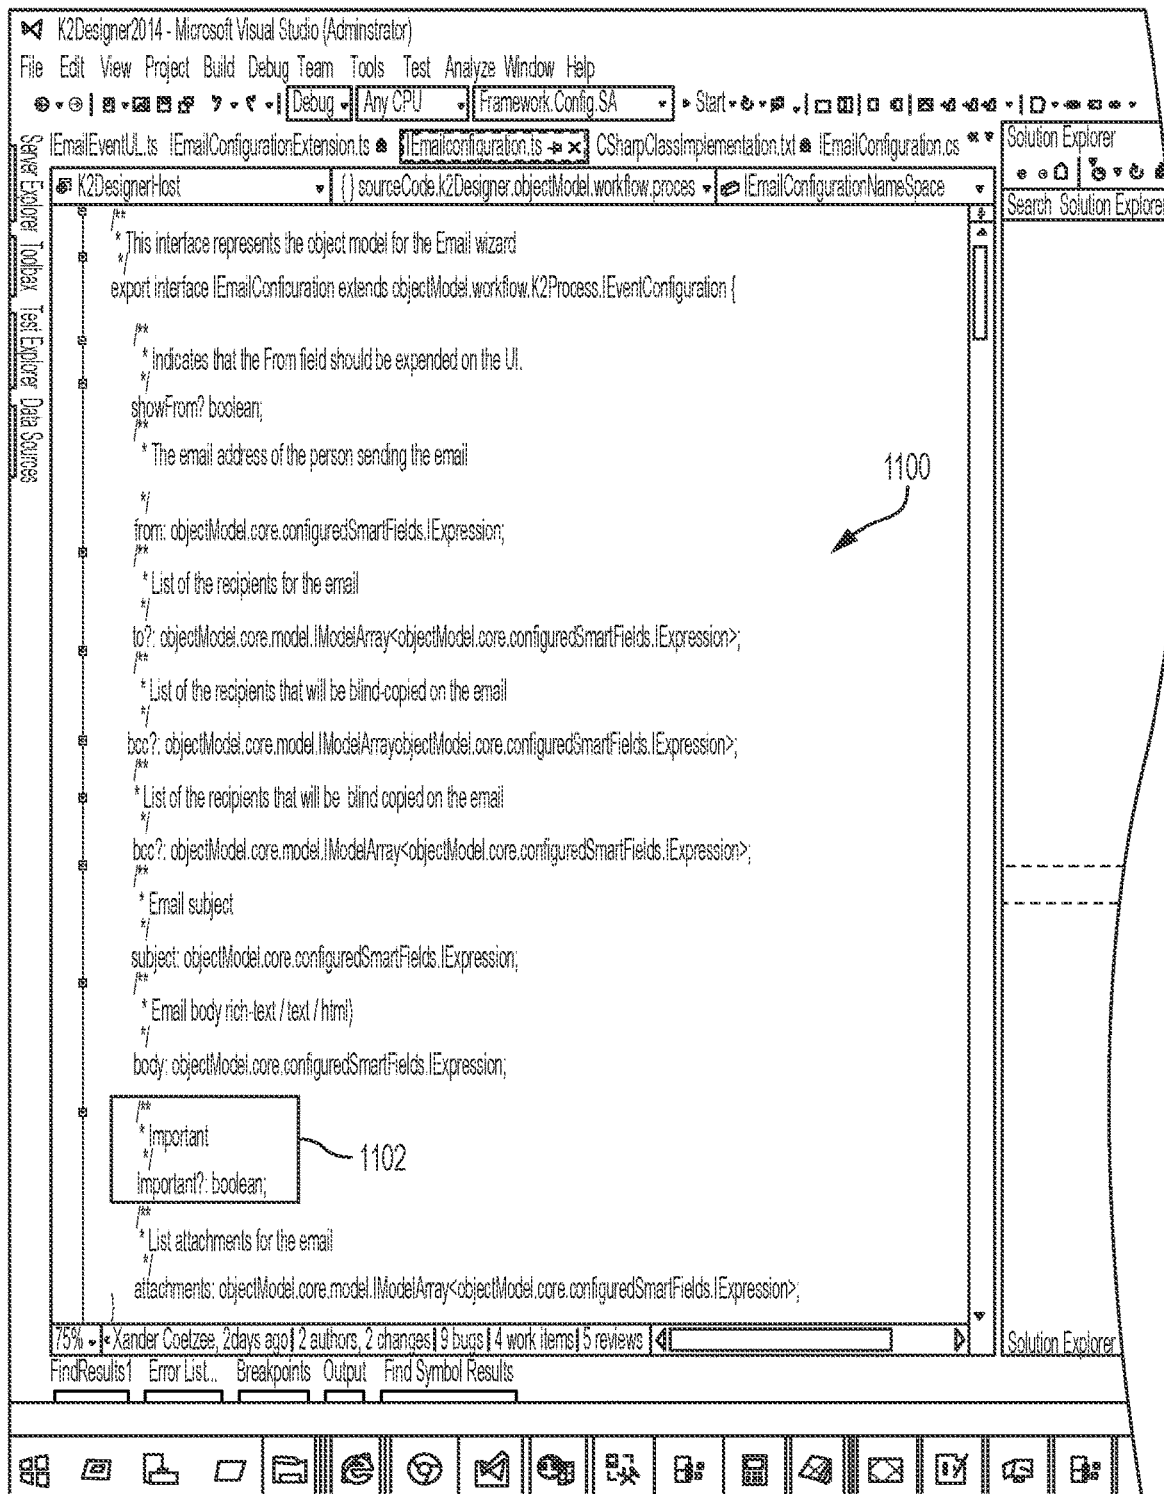 K2Designer2014 - Microsoft Visual Studio (Adminstrator)
File Edit View Project Build Debug Team Tools Test Analyze Window Help
Debug Any CPU Framework.Config.SA Start
IEmailEventUL.ts IEmailConfigurationExtension.ts IEmailconfiguration.ts CSharpClassImplementation.txt IEmailConfiguration.cs
Solution Explorer
K2DesignerHost { } sourceCode.k2Designer.objectModel.workflow.proces IEmailConfigurationNameSpace
Search Solution Explorer
Server Explorer Toolbax Test Explorer Data Sources
/**
* This interface represents the object model for the Email wizard
*/
export interface IEmailConficuration extends objectModel.workflow.K2Process.IEventConfiguration {
/**
* Indicates that the From field should be expended on the UI.
*/
showFrom? boolean;
/**
* The email address of the person sending the email
1100
*/
from: objectModel.core.configuredSmartFields.IExpression;
/**
* List of the recipients for the email
*/
to?: objectModel.core.model.IModelArray<objectModel.core.configuredSmartFields.IExpression>;
/**
* List of the recipients that will be blind-copied on the email
*/
bcc?: objectModel.core.model.IModelArrayobjectModel.core.configuredSmartFields.IExpression>;
/**
* List of the recipients that will be blind copied on the email
*/
bcc?: objectModel.core.model.IModelArray<objectModel.core.configuredSmartFields.IExpression>;
/**
* Email subject
*/
subject: objectModel.core.configuredSmartFields.IExpression;
/**
* Email body rich-text / text / html)
*/
body: objectModel.core.configuredSmartFields.IExpression;
/**
* Important
*/
important?: boolean;
1102
/**
* List attachments for the email
*/
attachments: objectModel.core.model.IModelArray<objectModel.core.configuredSmartFields.IExpression>;
}
75% Xander Coetzee, 2days ago| 2 authors, 2 changes| 9 bugs| 4 work items| 5 reviews
Solution Explorer
FindResults1 Error List... Breakpoints Output Find Symbol Results